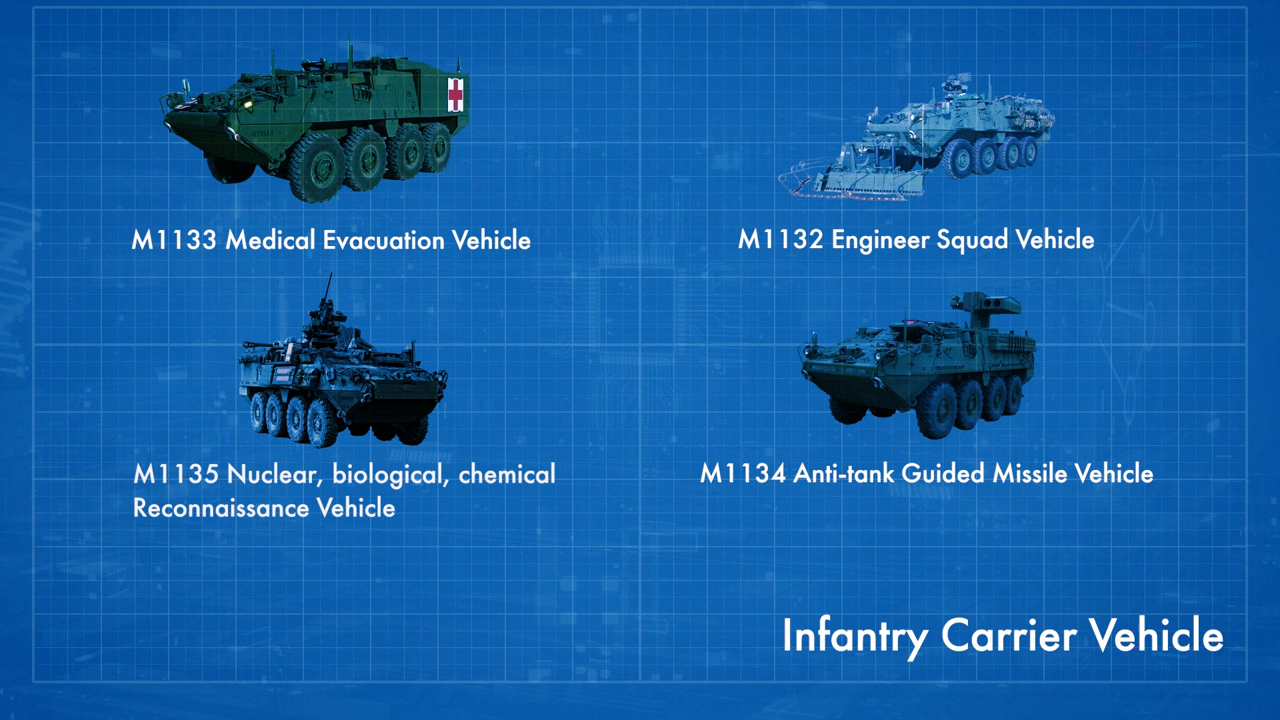 M1133 Medical Evacuation Vehicle
M1132 Engineer Squad Vehicle
M1135 Nuclear, biological, chemical
Reconnaissance Vehicle
M1134 Anti-tank Guided Missile Vehicle
Infantry Carrier Vehicle